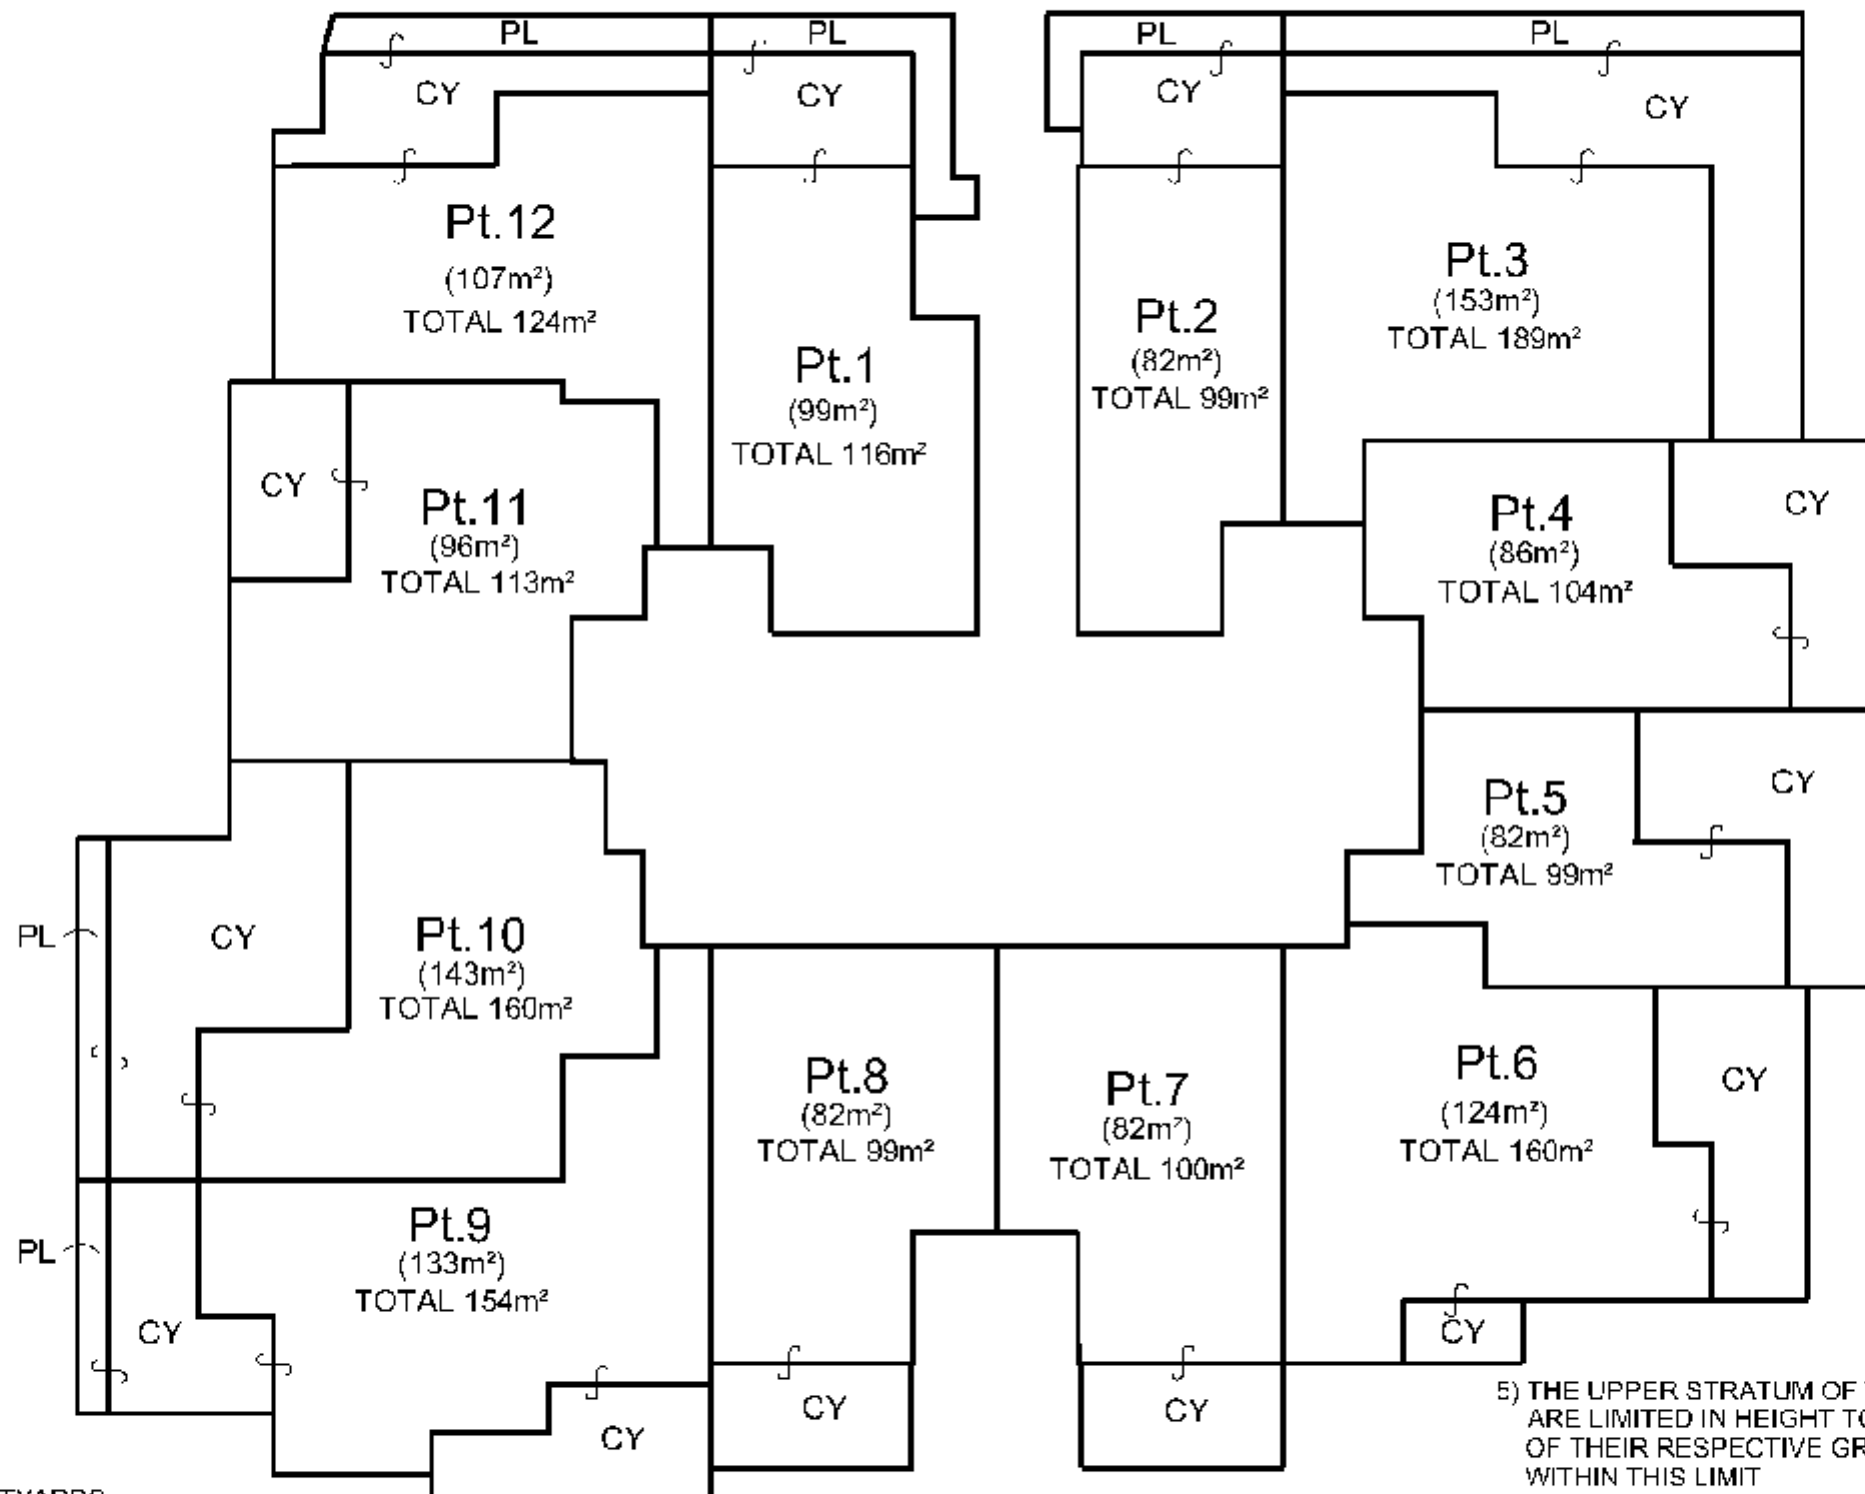 PL
PL
PL
PL
CY
CY
CY
CY
Pt.12
(107m²)
TOTAL 124m²
Pt.1
(99m²)
TOTAL 116m²
Pt.2
(82m²)
TOTAL 99m²
Pt.3
(153m²)
TOTAL 189m²
CY
Pt.11
(96m²)
TOTAL 113m²
Pt.4
(86m²)
TOTAL 104m²
CY
Pt.5
(82m²)
TOTAL 99m²
CY
PL
CY
Pt.10
(143m²)
TOTAL 160m²
Pt.8
(82m²)
TOTAL 99m²
Pt.7
(82m²)
TOTAL 100m²
Pt.6
(124m²)
TOTAL 160m²
CY
PL
CY
Pt.9
(133m²)
TOTAL 154m²
CY
CY
CY
CY
5) THE UPPER STRATUM OF
ARE LIMITED IN HEIGHT TO
OF THEIR RESPECTIVE GR
WITHIN THIS LIMIT